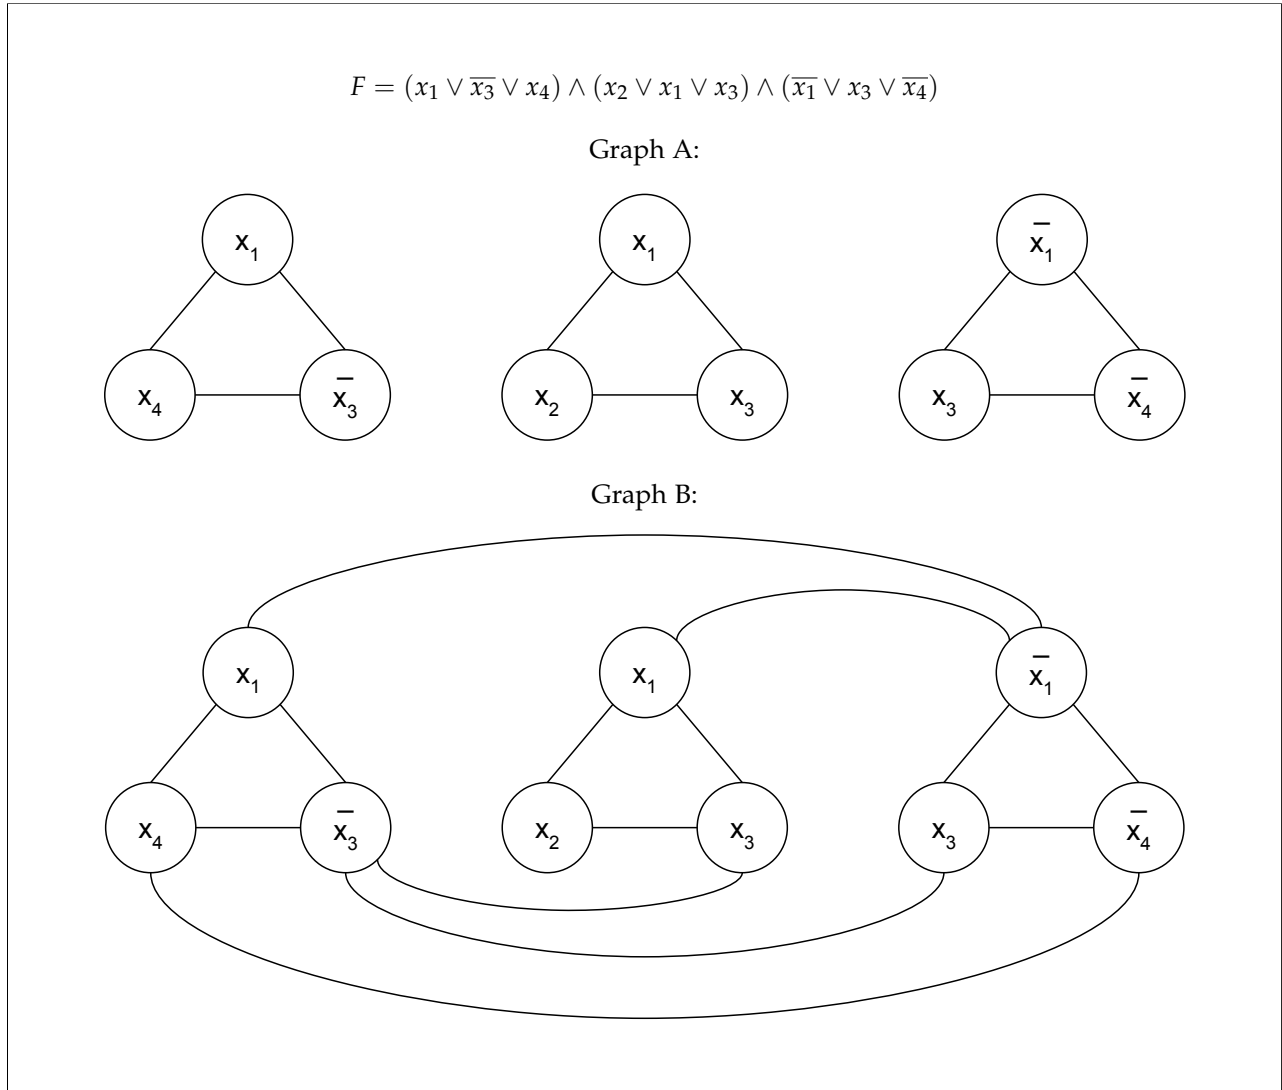 F = (x₁ ∨ x̅₃ ∨ x₄) ∧ (x₂ ∨ x₁ ∨ x₃) ∧ (x̅₁ ∨ x₃ ∨ x̅₄)
Graph A:
x₁ x₁ x̅₁
x₄ x̅₃ x₂ x₃ x₃ x̅₄
Graph B:
x₁ x₁ x̅₁
x₄ x̅₃ x₂ x₃ x₃ x̅₄